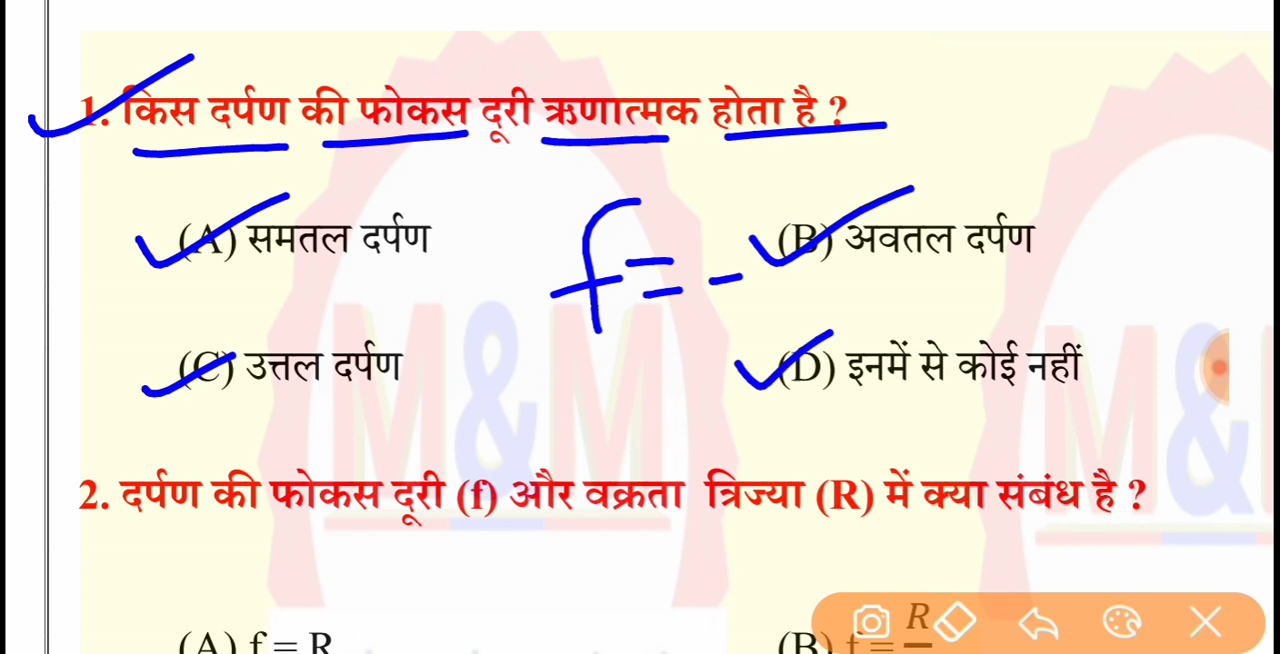 1. किस दर्पण की फोकस दूरी ऋणात्मक होता है ?
(A) समतल दर्पण (B) अवतल दर्पण
f = -
(C) उत्तल दर्पण (D) इनमें से कोई नहीं
M&M M&
2. दर्पण की फोकस दूरी (f) और वक्रता त्रिज्या (R) में क्या संबंध है ?
(A) f = R (B) f = R